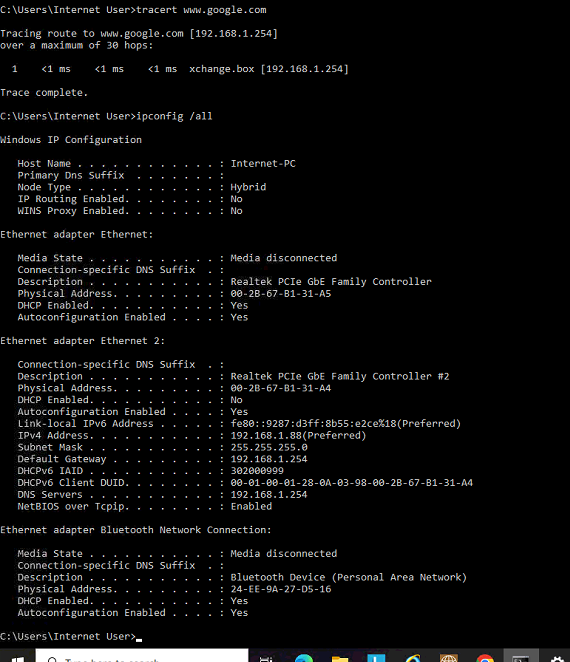 C:\Users\Internet User>tracert www.google.com
Tracing route to www.google.com [192.168.1.254]
over a maximum of 30 hops:
1 <1 ms <1 ms <1 ms xchange.box [192.168.1.254]
Trace complete.
C:\Users\Internet User>ipconfig /all
Windows IP Configuration
Host Name . . . . . . . . . . . . : Internet-PC
Primary Dns Suffix . . . . . . . :
Node Type . . . . . . . . . . . . : Hybrid
IP Routing Enabled. . . . . . . . : No
WINS Proxy Enabled. . . . . . . . : No
Ethernet adapter Ethernet:
Media State . . . . . . . . . . . : Media disconnected
Connection-specific DNS Suffix . :
Description . . . . . . . . . . . : Realtek PCIe GbE Family Controller
Physical Address. . . . . . . . . : 00-2B-67-B1-31-A5
DHCP Enabled. . . . . . . . . . . : Yes
Autoconfiguration Enabled . . . . : Yes
Ethernet adapter Ethernet 2:
Connection-specific DNS Suffix . :
Description . . . . . . . . . . . : Realtek PCIe GbE Family Controller #2
Physical Address. . . . . . . . . : 00-2B-67-B1-31-A4
DHCP Enabled. . . . . . . . . . . : No
Autoconfiguration Enabled . . . . : Yes
Link-local IPv6 Address . . . . . : fe80::9287:d3ff:8b55:e2ce%18(Preferred)
IPv4 Address. . . . . . . . . . . : 192.168.1.88(Preferred)
Subnet Mask . . . . . . . . . . . : 255.255.255.0
Default Gateway . . . . . . . . . : 192.168.1.254
DHCPv6 IAID . . . . . . . . . . . : 302000999
DHCPv6 Client DUID. . . . . . . . : 00-01-00-01-28-0A-03-98-00-2B-67-B1-31-A4
DNS Servers . . . . . . . . . . . : 192.168.1.254
NetBIOS over Tcpip. . . . . . . . : Enabled
Ethernet adapter Bluetooth Network Connection:
Media State . . . . . . . . . . . : Media disconnected
Connection-specific DNS Suffix . :
Description . . . . . . . . . . . : Bluetooth Device (Personal Area Network)
Physical Address. . . . . . . . . : 24-EE-9A-27-D5-16
DHCP Enabled. . . . . . . . . . . : Yes
Autoconfiguration Enabled . . . . : Yes
C:\Users\Internet User>
Type here to search